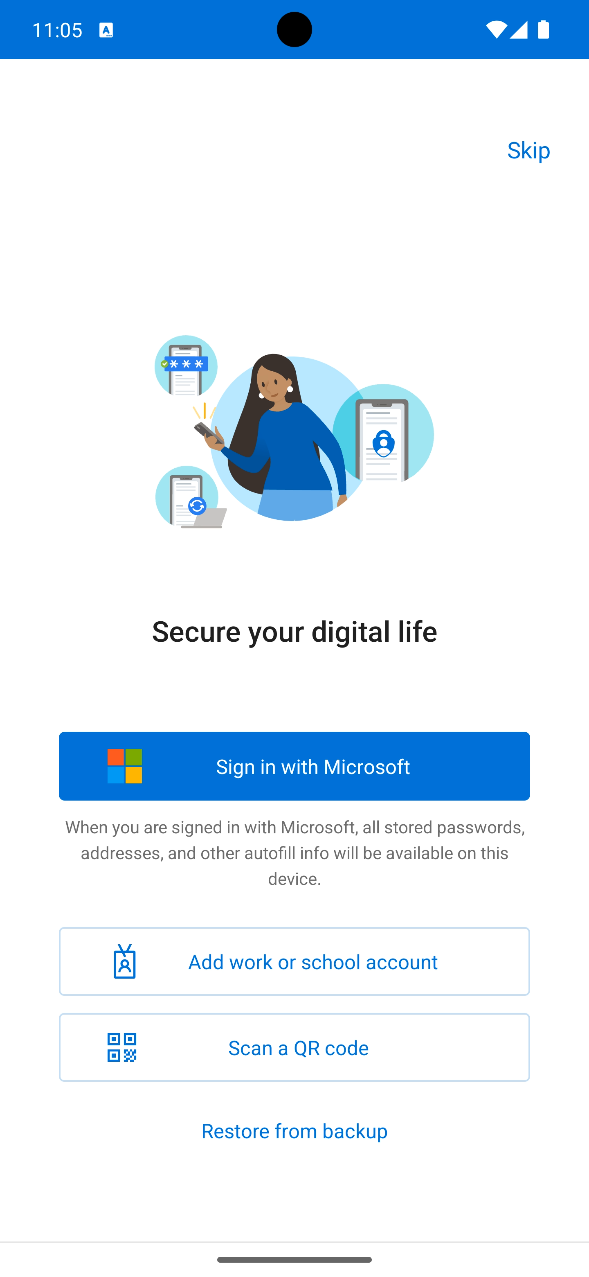 11:05
Skip
Secure your digital life
Sign in with Microsoft
When you are signed in with Microsoft, all stored passwords,
addresses, and other autofill info will be available on this
device.
Add work or school account
Scan a QR code
Restore from backup